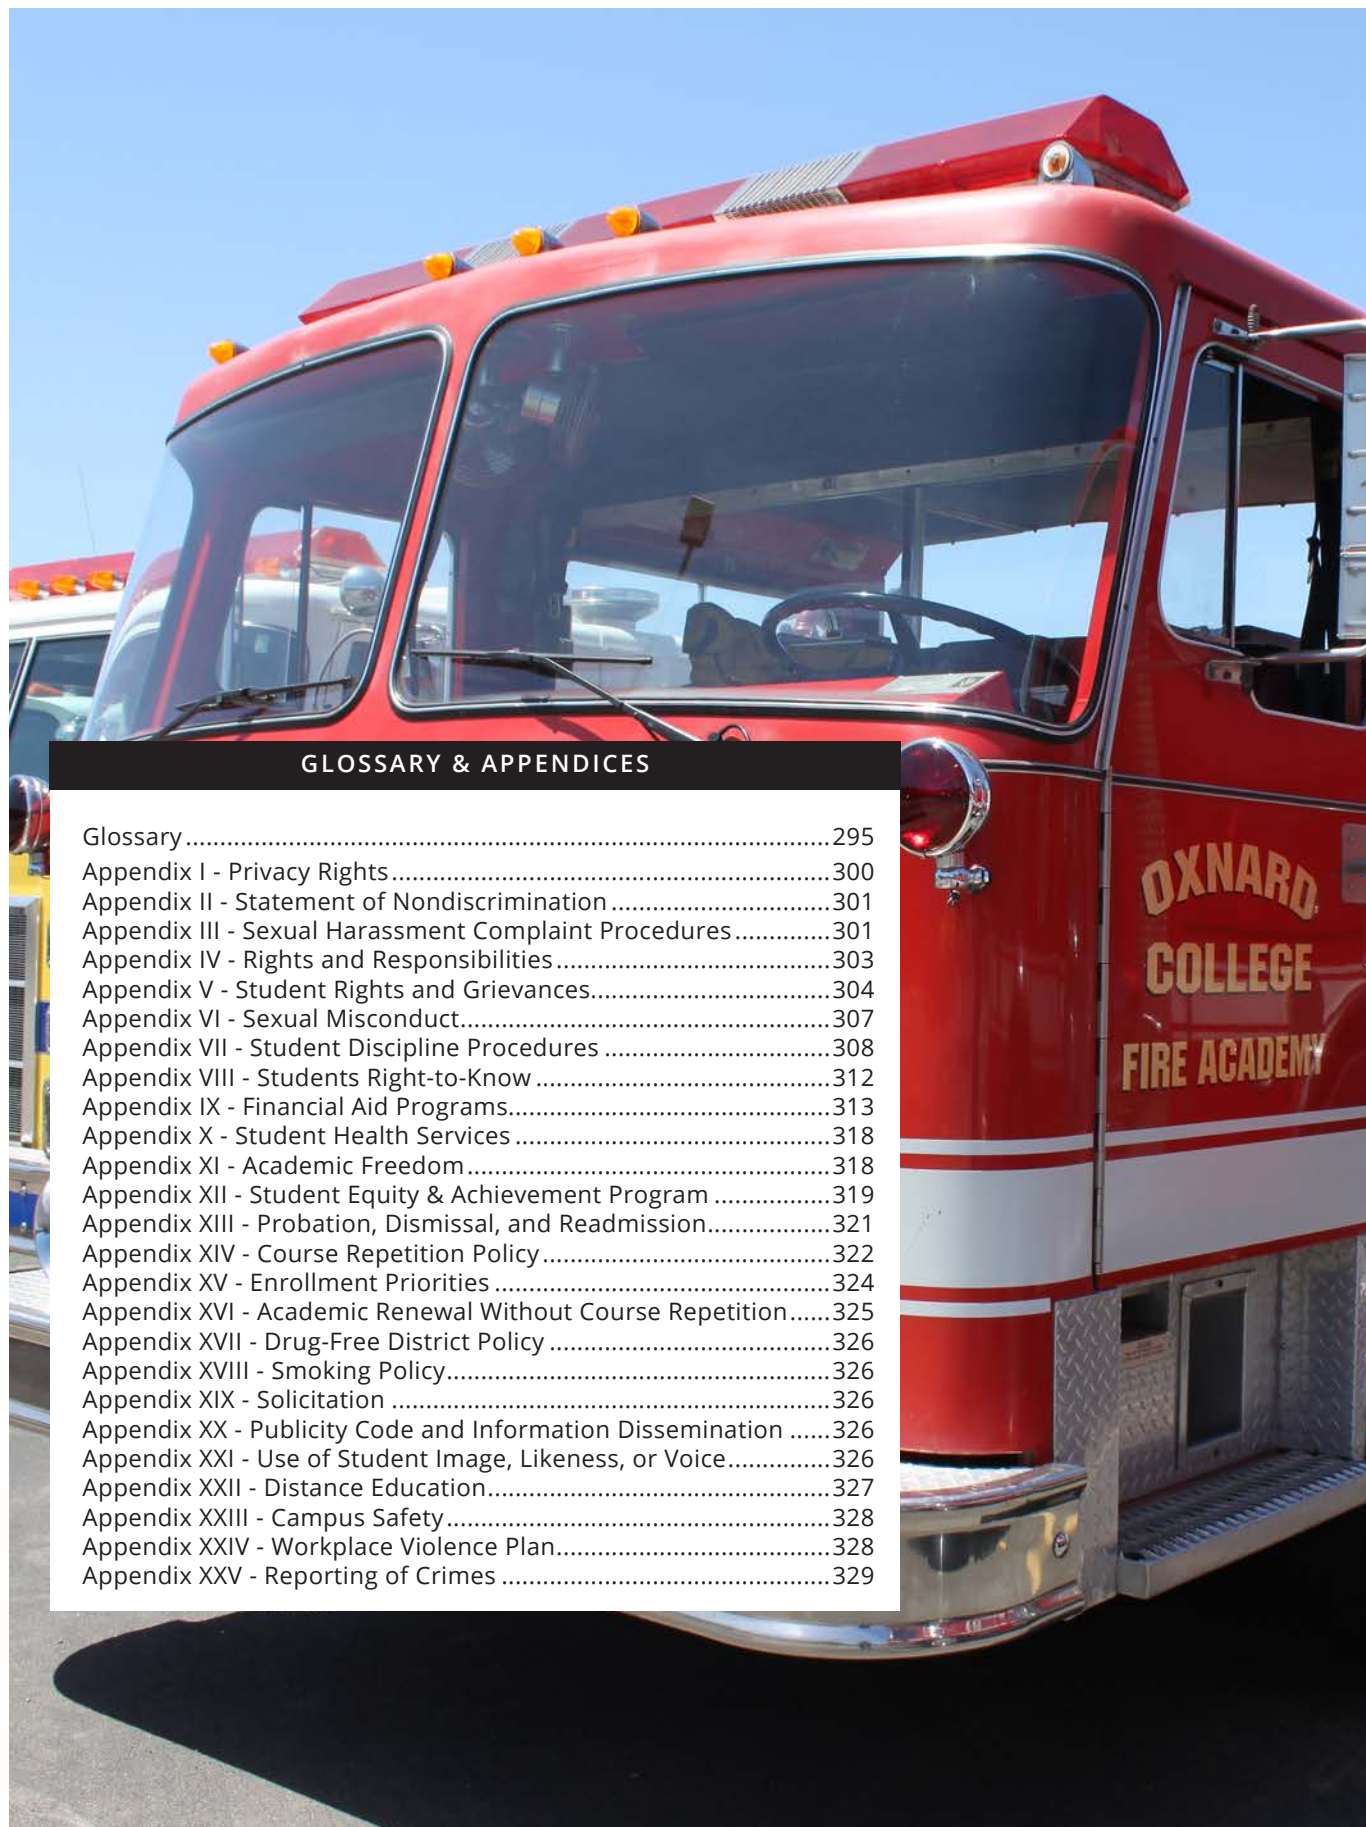 GLOSSARY & APPENDICES
Glossary................................................................................................295
Appendix I - Privacy Rights.................................................................300
Appendix II - Statement of Nondiscrimination................................301
Appendix III - Sexual Harassment Complaint Procedures..............301
Appendix IV - Rights and Responsibilities.........................................303
Appendix V - Student Rights and Grievances...................................304
Appendix VI - Sexual Misconduct.......................................................307
Appendix VII - Student Discipline Procedures.................................308
Appendix VIII - Students Right-to-Know............................................312
Appendix IX - Financial Aid Programs................................................313
Appendix X - Student Health Services...............................................318
Appendix XI - Academic Freedom......................................................318
Appendix XII - Student Equity & Achievement Program.................319
Appendix XIII - Probation, Dismissal, and Readmission..................321
Appendix XIV - Course Repetition Policy...........................................322
Appendix XV - Enrollment Priorities..................................................324
Appendix XVI - Academic Renewal Without Course Repetition......325
Appendix XVII - Drug-Free District Policy.........................................326
Appendix XVIII - Smoking Policy.........................................................326
Appendix XIX - Solicitation.................................................................326
Appendix XX - Publicity Code and Information Dissemination......326
Appendix XXI - Use of Student Image, Likeness, or Voice...............326
Appendix XXII - Distance Education...................................................327
Appendix XXIII - Campus Safety.........................................................328
Appendix XXIV - Workplace Violence Plan.........................................328
Appendix XXV - Reporting of Crimes.................................................329
OXNARD
COLLEGE
FIRE ACADEMY